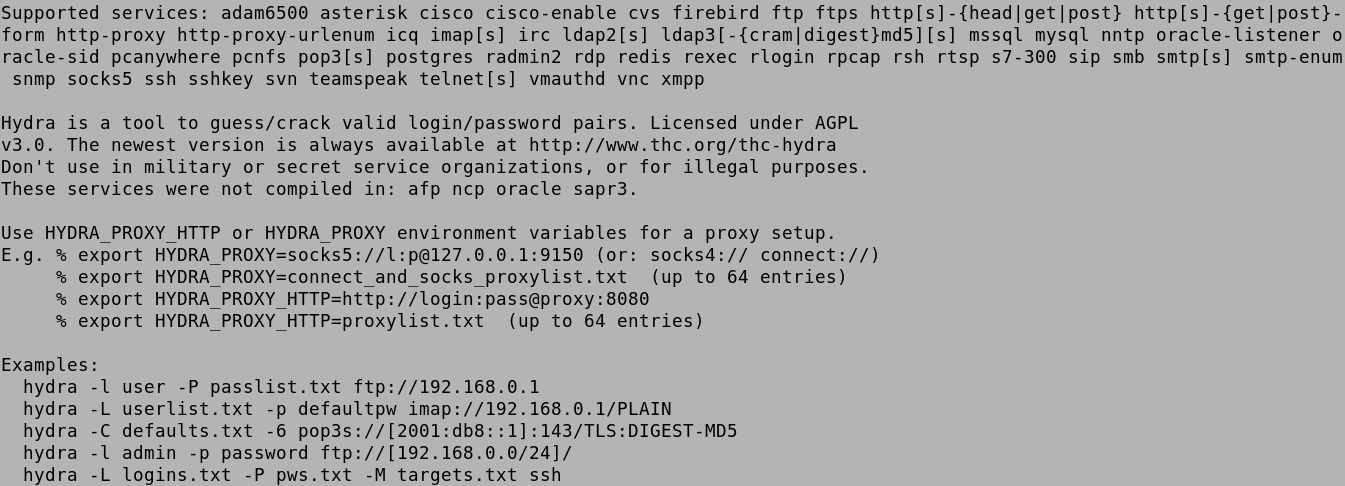 Supported services: adam6500 asterisk cisco cisco-enable cvs firebird ftp ftps http[s]-{head|get|post} http[s]-{get|post}-
form http-proxy http-proxy-urlenum icq imap[s] irc ldap2[s] ldap3[-{cram|digest}md5][s] mssql mysql nntp oracle-listener o
racle-sid pcanywhere pcnfs pop3[s] postgres radmin2 rdp redis rexec rlogin rpcap rsh rtsp s7-300 sip smb smtp[s] smtp-enum
 snmp socks5 ssh sshkey svn teamspeak telnet[s] vmauthd vnc xmpp

Hydra is a tool to guess/crack valid login/password pairs. Licensed under AGPL
v3.0. The newest version is always available at http://www.thc.org/thc-hydra
Don't use in military or secret service organizations, or for illegal purposes.
These services were not compiled in: afp ncp oracle sapr3.

Use HYDRA_PROXY_HTTP or HYDRA_PROXY environment variables for a proxy setup.
E.g. % export HYDRA_PROXY=socks5://l:p@127.0.0.1:9150 (or: socks4:// connect://)
     % export HYDRA_PROXY=connect_and_socks_proxylist.txt  (up to 64 entries)
     % export HYDRA_PROXY_HTTP=http://login:pass@proxy:8080
     % export HYDRA_PROXY_HTTP=proxylist.txt  (up to 64 entries)

Examples:
  hydra -l user -P passlist.txt ftp://192.168.0.1
  hydra -L userlist.txt -p defaultpw imap://192.168.0.1/PLAIN
  hydra -C defaults.txt -6 pop3s://[2001:db8::1]:143/TLS:DIGEST-MD5
  hydra -l admin -p password ftp://[192.168.0.0/24]/
  hydra -L logins.txt -P pws.txt -M targets.txt ssh